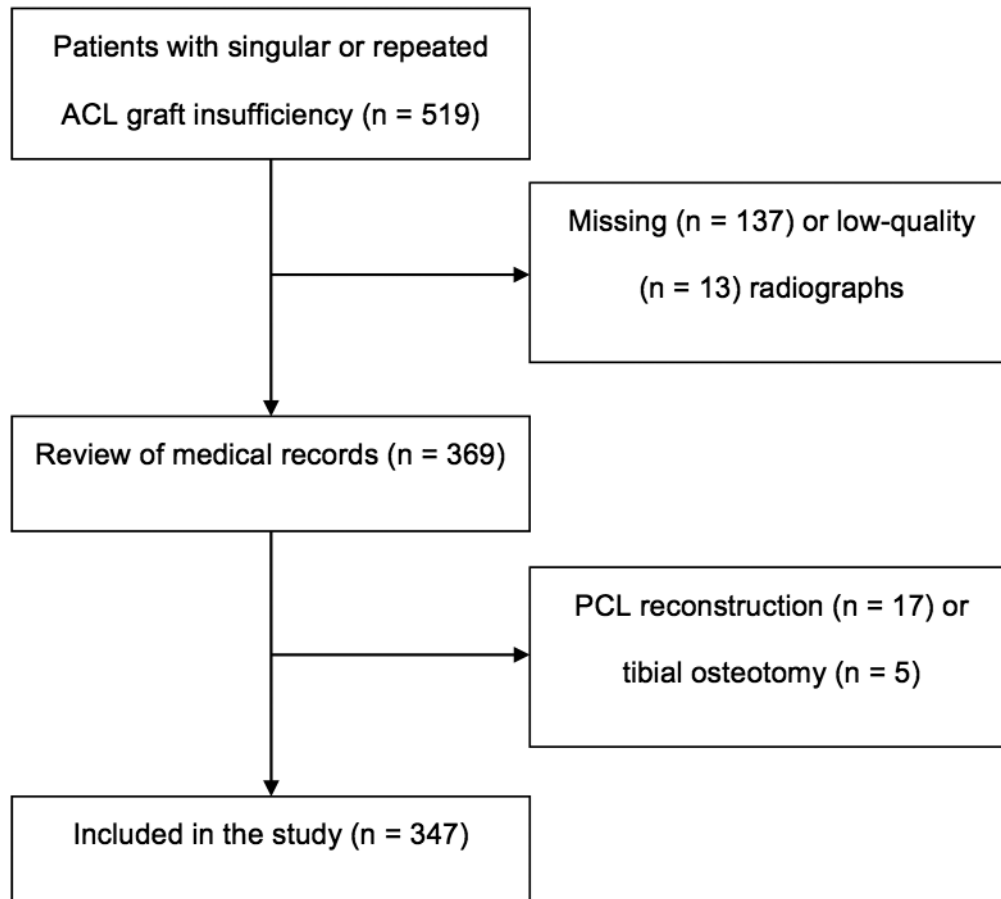 Patients with singular or repeated
ACL graft insufficiency (n = 519)
Missing (n = 137) or low-quality
(n = 13) radiographs
Review of medical records (n = 369)
PCL reconstruction (n = 17) or
tibial osteotomy (n = 5)
Included in the study (n = 347)